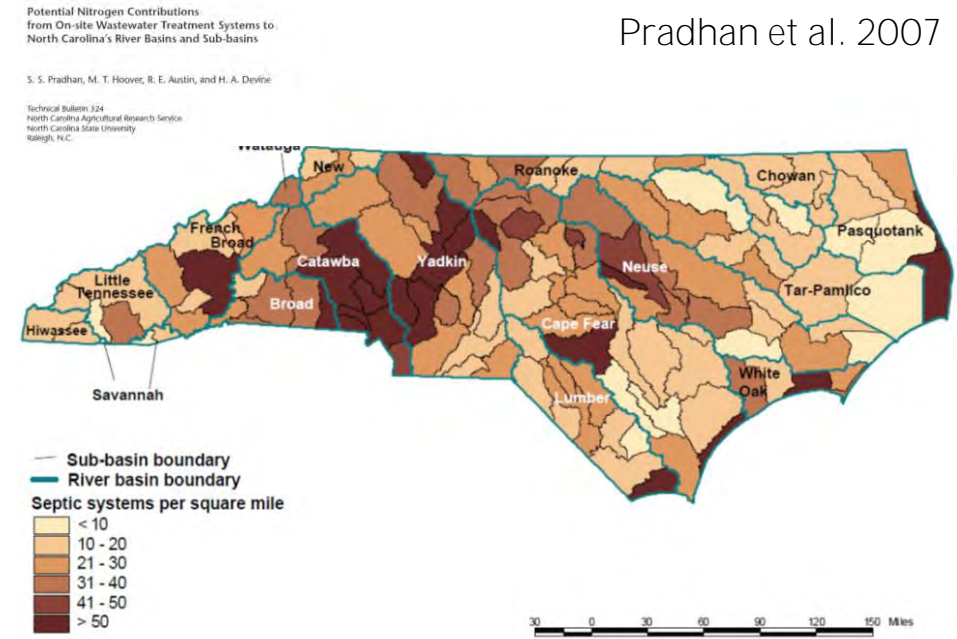 Potential Nitrogen Contributions
from On-site Wastewater Treatment Systems to
North Carolina's River Basins and Sub-basins
Pradhan et al. 2007
S. S. Pradhan, M. T. Hoover, R. E. Austin, and H. A. Devine
Technical Bulletin 324
North Carolina Agricultural Research Service
North Carolina State University
Raleigh, N.C.
Watauga
New
Roanoke
Chowan
French
Broad
Pasquotank
Catawba
Yadkin
Neuse
Little
Tennessee
Tar-Pamlico
Broad
Hiwassee
Cape Fear
White
Oak
Savannah
Lumber
Sub-basin boundary
River basin boundary
Septic systems per square mile
< 10
10 - 20
21 - 30
31 - 40
41 - 50
> 50
30 0 30 60 90 120 150 Miles